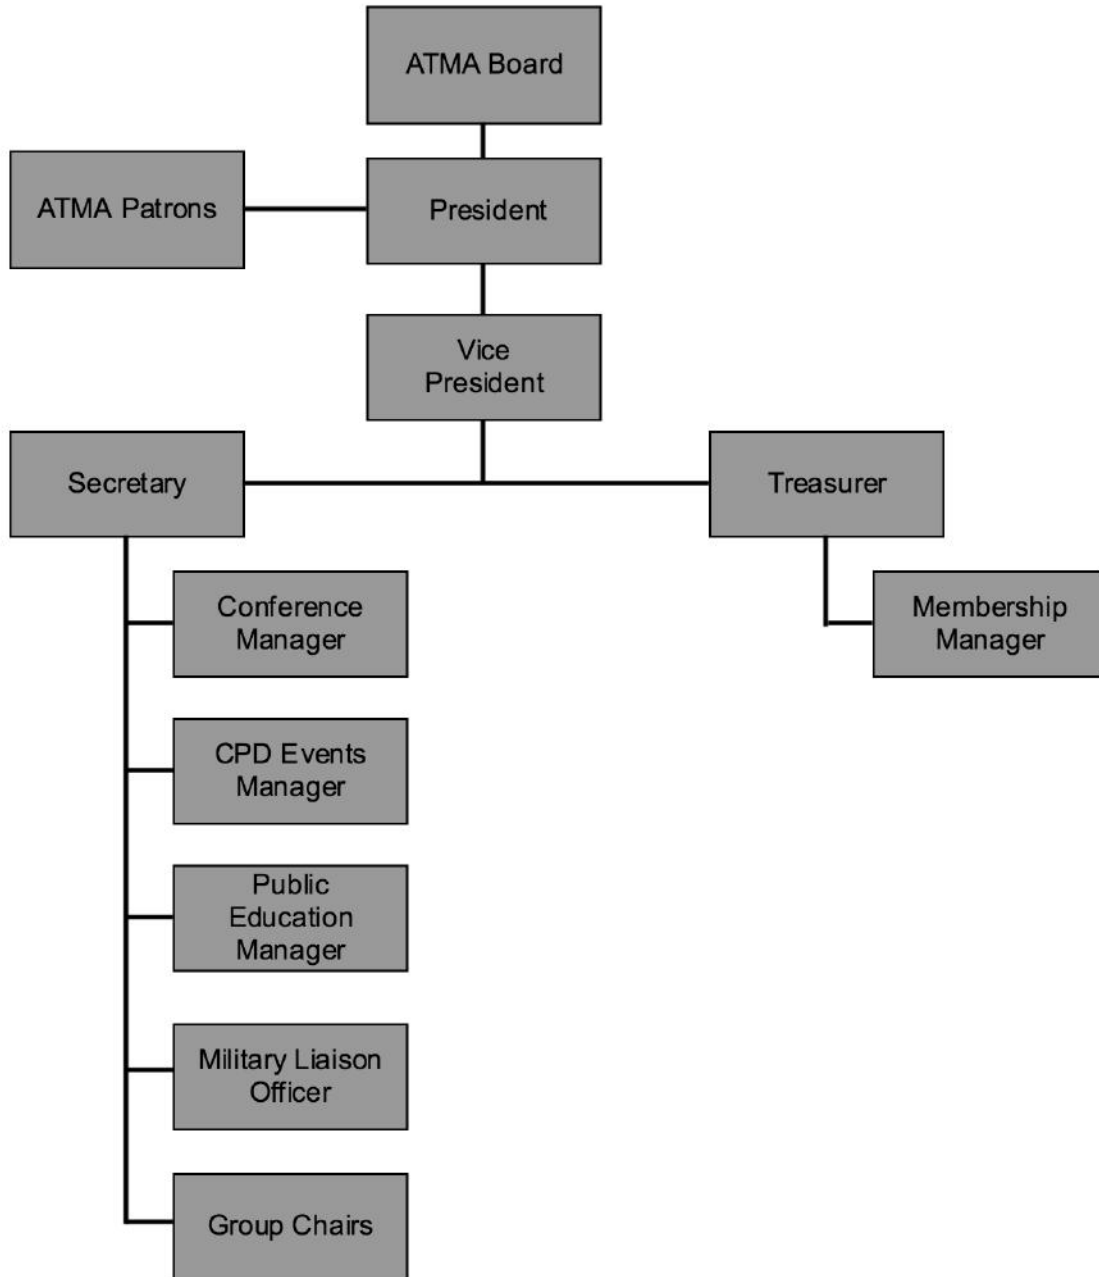 ATMA Board
ATMA Patrons
President
Vice
President
Secretary
Treasurer
Conference
Manager
Membership
Manager
CPD Events
Manager
Public
Education
Manager
Military Liaison
Officer
Group Chairs